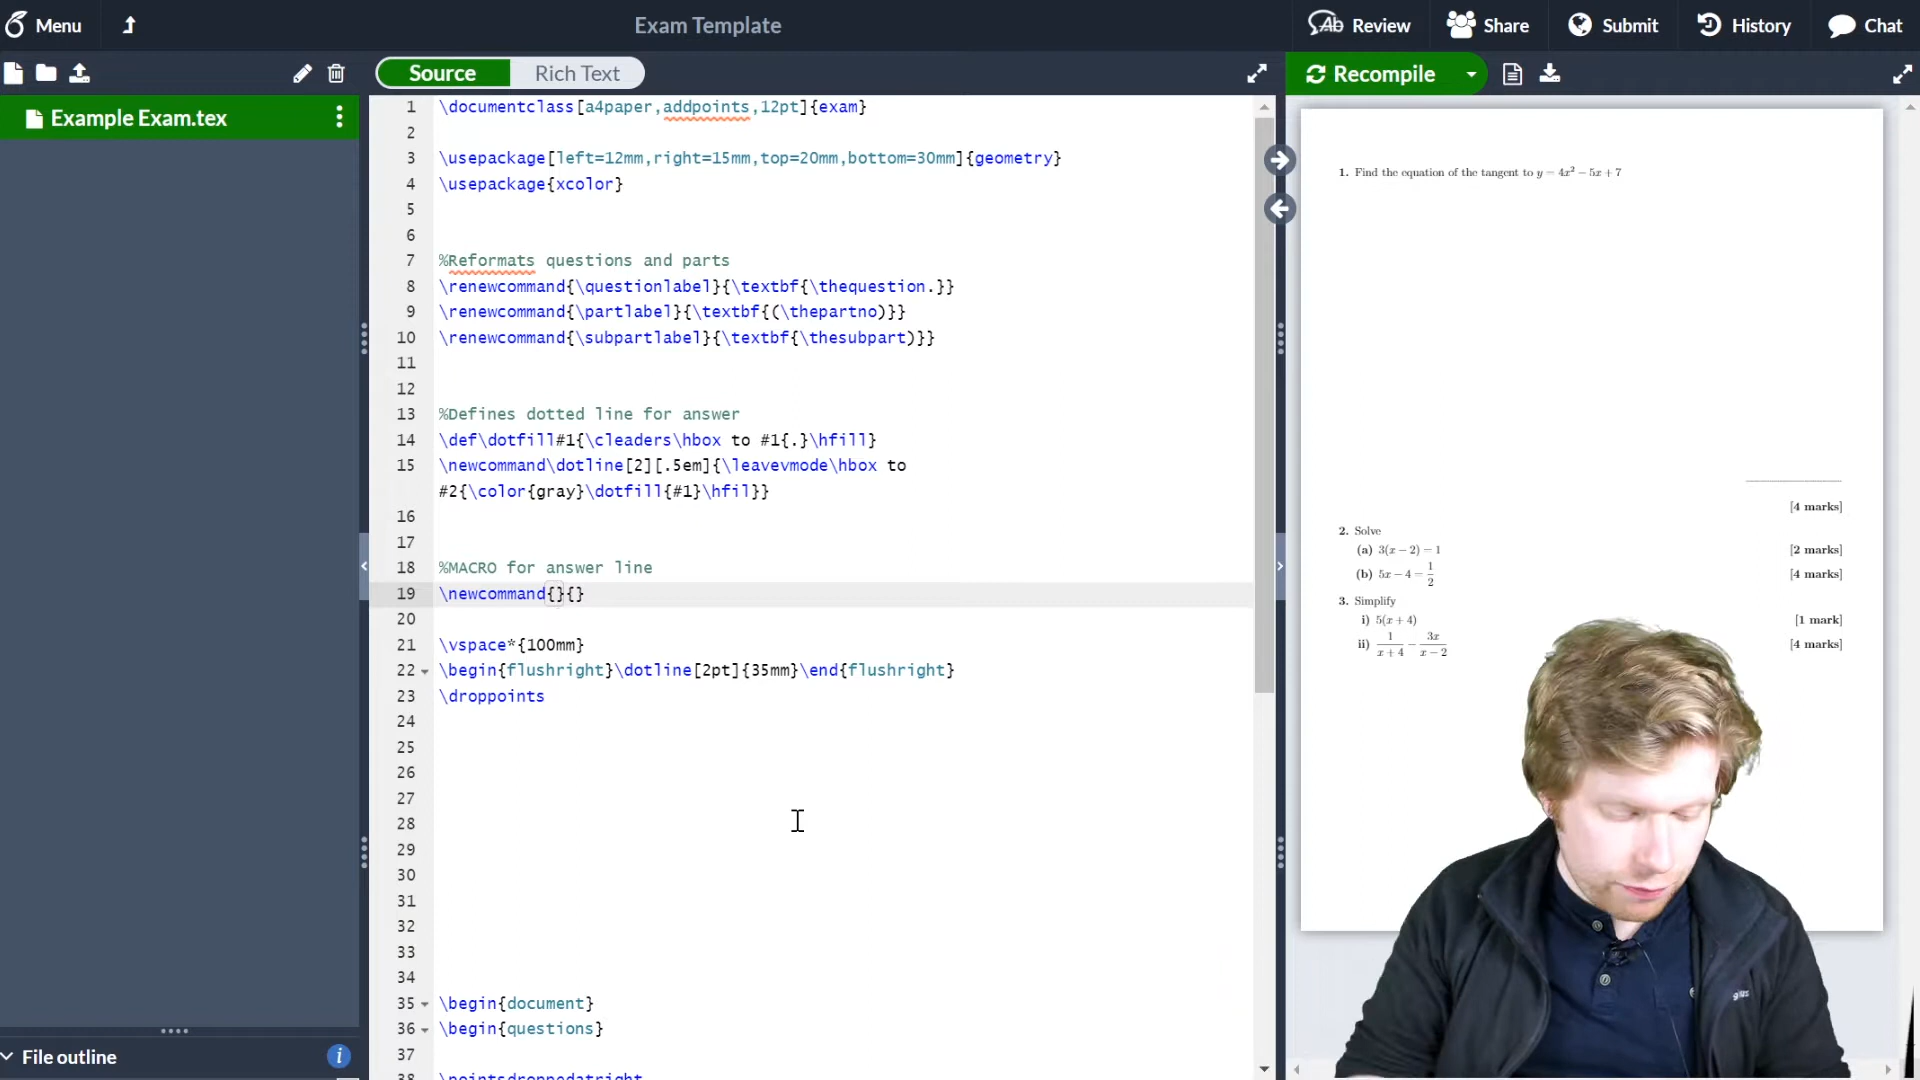 Menu
Exam Template
Review
Share
Submit
History
Chat
Source
Rich Text
Recompile
Example Exam.tex
1 \documentclass[a4paper,addpoints,12pt]{exam}
2
3 \usepackage[left=12mm,right=15mm,top=20mm,bottom=30mm]{geometry}
4 \usepackage{xcolor}
5
6
7 %Reformats questions and parts
8 \renewcommand{\questionlabel}{\textbf{\thequestion.}}
9 \renewcommand{\partlabel}{\textbf{(\thepartno)}}
10 \renewcommand{\subpartlabel}{\textbf{\thesubpart)}}
11
12
13 %Defines dotted line for answer
14 \def\dotfill#1{\cleaders\hbox to #1{.}\hfill}
15 \newcommand\dotline[2][.5em]{\leavevmode\hbox to
#2{\color{gray}\dotfill{#1}\hfil}}
16
17
18 %MACRO for answer line
19 \newcommand{}{}
20
21 \vspace*{100mm}
22 \begin{flushright}\dotline[2pt]{35mm}\end{flushright}
23 \droppoints
24
25
26
27
28
29
30
31
32
33
34
35 \begin{document}
36 \begin{questions}
37
38 \pointsdroppedatright
File outline
1. Find the equation of the tangent to y = 4x² − 5x + 7
[4 marks]
2. Solve
(a) 3(x − 2) = 1 [2 marks]
(b) 5x − 4 = 1/2 [4 marks]
3. Simplify
i) 5(x + 4) [1 mark]
ii) 1/(x + 4) − 3x/(x − 2) [4 marks]